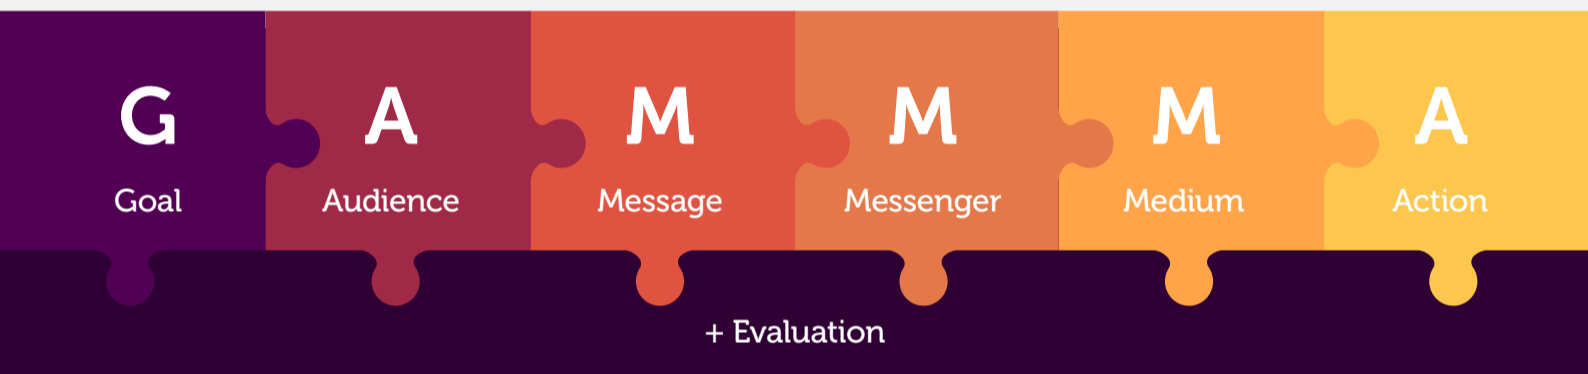 G A M M M A
Goal Audience Message Messenger Medium Action
+ Evaluation